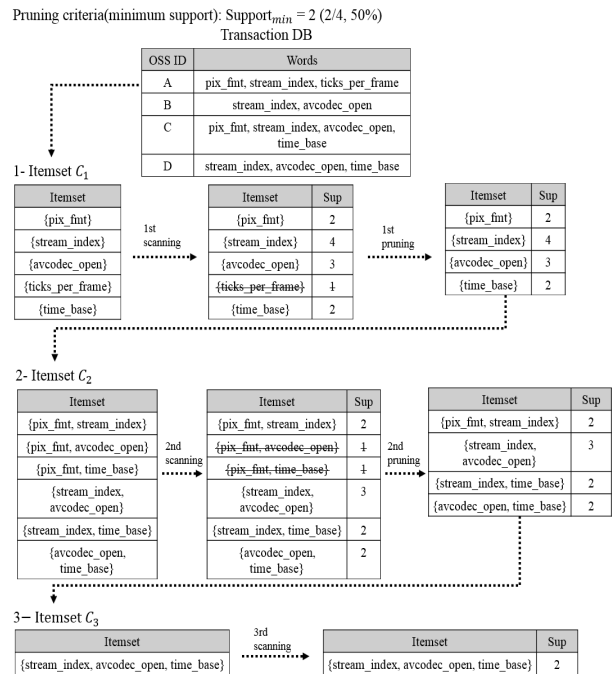 Pruning criteria(minimum support): Support_min = 2 (2/4, 50%)
Transaction DB
OSS ID Words
A pix_fmt, stream_index, ticks_per_frame
B stream_index, avcodec_open
C pix_fmt, stream_index, avcodec_open,
time_base
D stream_index, avcodec_open, time_base
1- Itemset C₁
Itemset
{pix_fmt}
{stream_index}
{avcodec_open}
{ticks_per_frame}
{time_base}
1st
scanning
Itemset Sup
{pix_fmt} 2
{stream_index} 4
{avcodec_open} 3
{ticks_per_frame} 1
{time_base} 2
1st
pruning
Itemset Sup
{pix_fmt} 2
{stream_index} 4
{avcodec_open} 3
{time_base} 2
2- Itemset C₂
Itemset
{pix_fmt, stream_index}
{pix_fmt, avcodec_open}
{pix_fmt, time_base}
{stream_index,
avcodec_open}
{stream_index, time_base}
{avcodec_open,
time_base}
2nd
scanning
Itemset Sup
{pix_fmt, stream_index} 2
{pix_fmt, avcodec_open} 1
{pix_fmt, time_base} 1
{stream_index, 3
avcodec_open}
{stream_index, time_base} 2
{avcodec_open, 2
time_base}
2nd
pruning
Itemset Sup
{pix_fmt, stream_index} 2
{stream_index, 3
avcodec_open}
{stream_index, time_base} 2
{avcodec_open, time_base} 2
3– Itemset C₃
Itemset
{stream_index, avcodec_open, time_base}
3rd
scanning
Itemset Sup
{stream_index, avcodec_open, time_base} 2